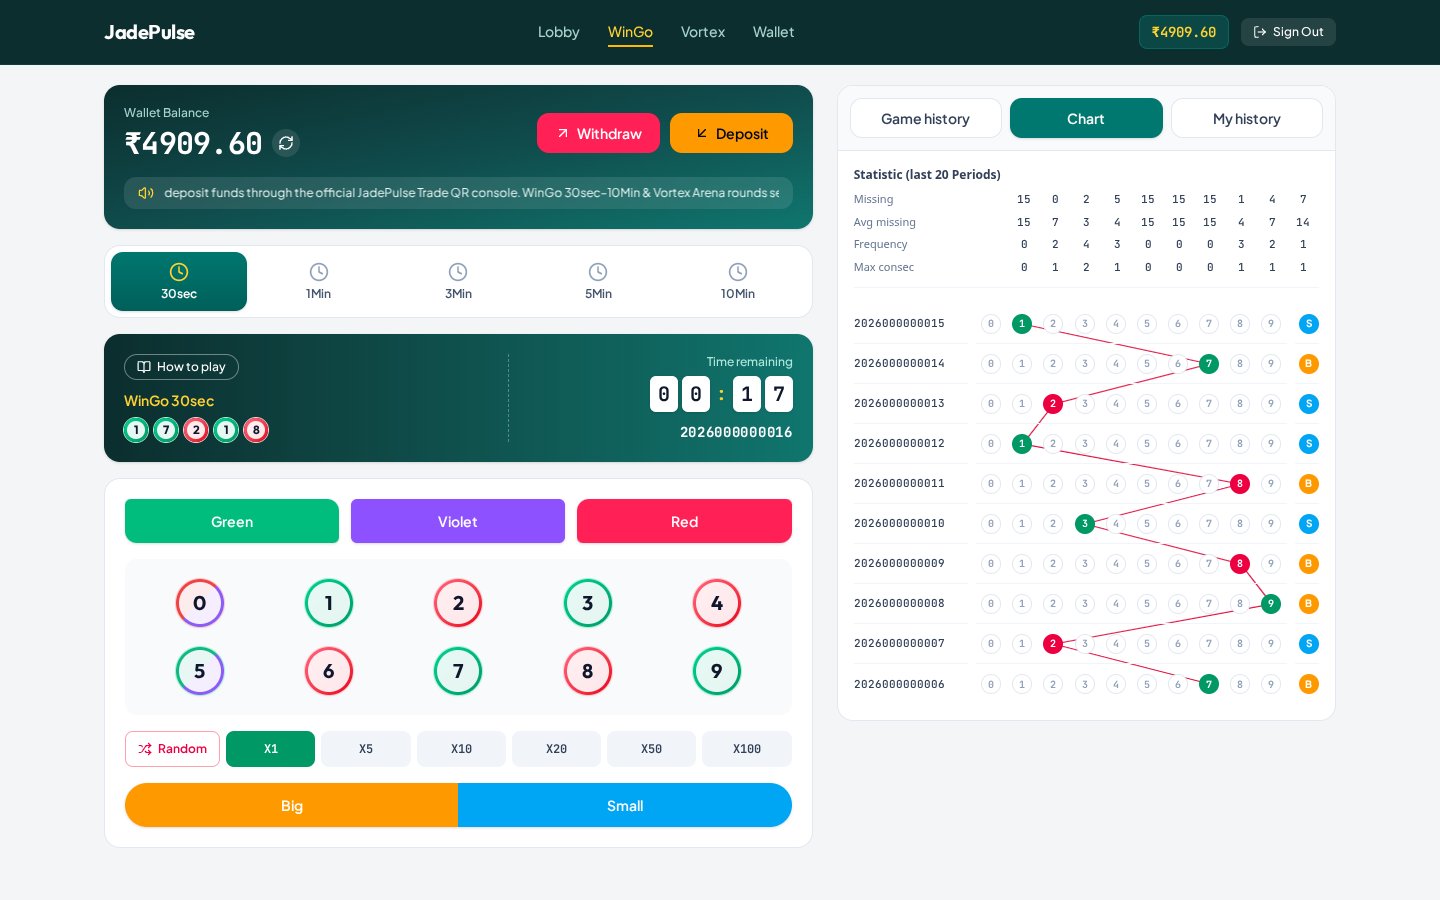 JadePulse
Lobby WinGo Vortex Wallet
₹4909.60
Sign Out
Wallet Balance
₹4909.60
Withdraw
Deposit
deposit funds through the official JadePulse Trade QR console. WinGo 30sec–10Min & Vortex Arena rounds se
30sec 1Min 3Min 5Min 10Min
How to play
WinGo 30sec
1 7 2 1 8
Time remaining
0 0 : 1 7
2026000000016
Green Violet Red
0 1 2 3 4
5 6 7 8 9
Random X1 X5 X10 X20 X50 X100
Big Small
Game history Chart My history
Statistic (last 20 Periods)
Missing 15 0 2 5 15 15 15 1 4 7
Avg missing 15 7 3 4 15 15 15 4 7 14
Frequency 0 2 4 3 0 0 0 3 2 1
Max consec 0 1 2 1 0 0 0 1 1 1
2026000000015 0 1 2 3 4 5 6 7 8 9 S
2026000000014 0 1 2 3 4 5 6 7 8 9 B
2026000000013 0 1 2 3 4 5 6 7 8 9 S
2026000000012 0 1 2 3 4 5 6 7 8 9 S
2026000000011 0 1 2 3 4 5 6 7 8 9 B
2026000000010 0 1 2 3 4 5 6 7 8 9 S
2026000000009 0 1 2 3 4 5 6 7 8 9 B
2026000000008 0 1 2 3 4 5 6 7 8 9 B
2026000000007 0 1 2 3 4 5 6 7 8 9 S
2026000000006 0 1 2 3 4 5 6 7 8 9 B